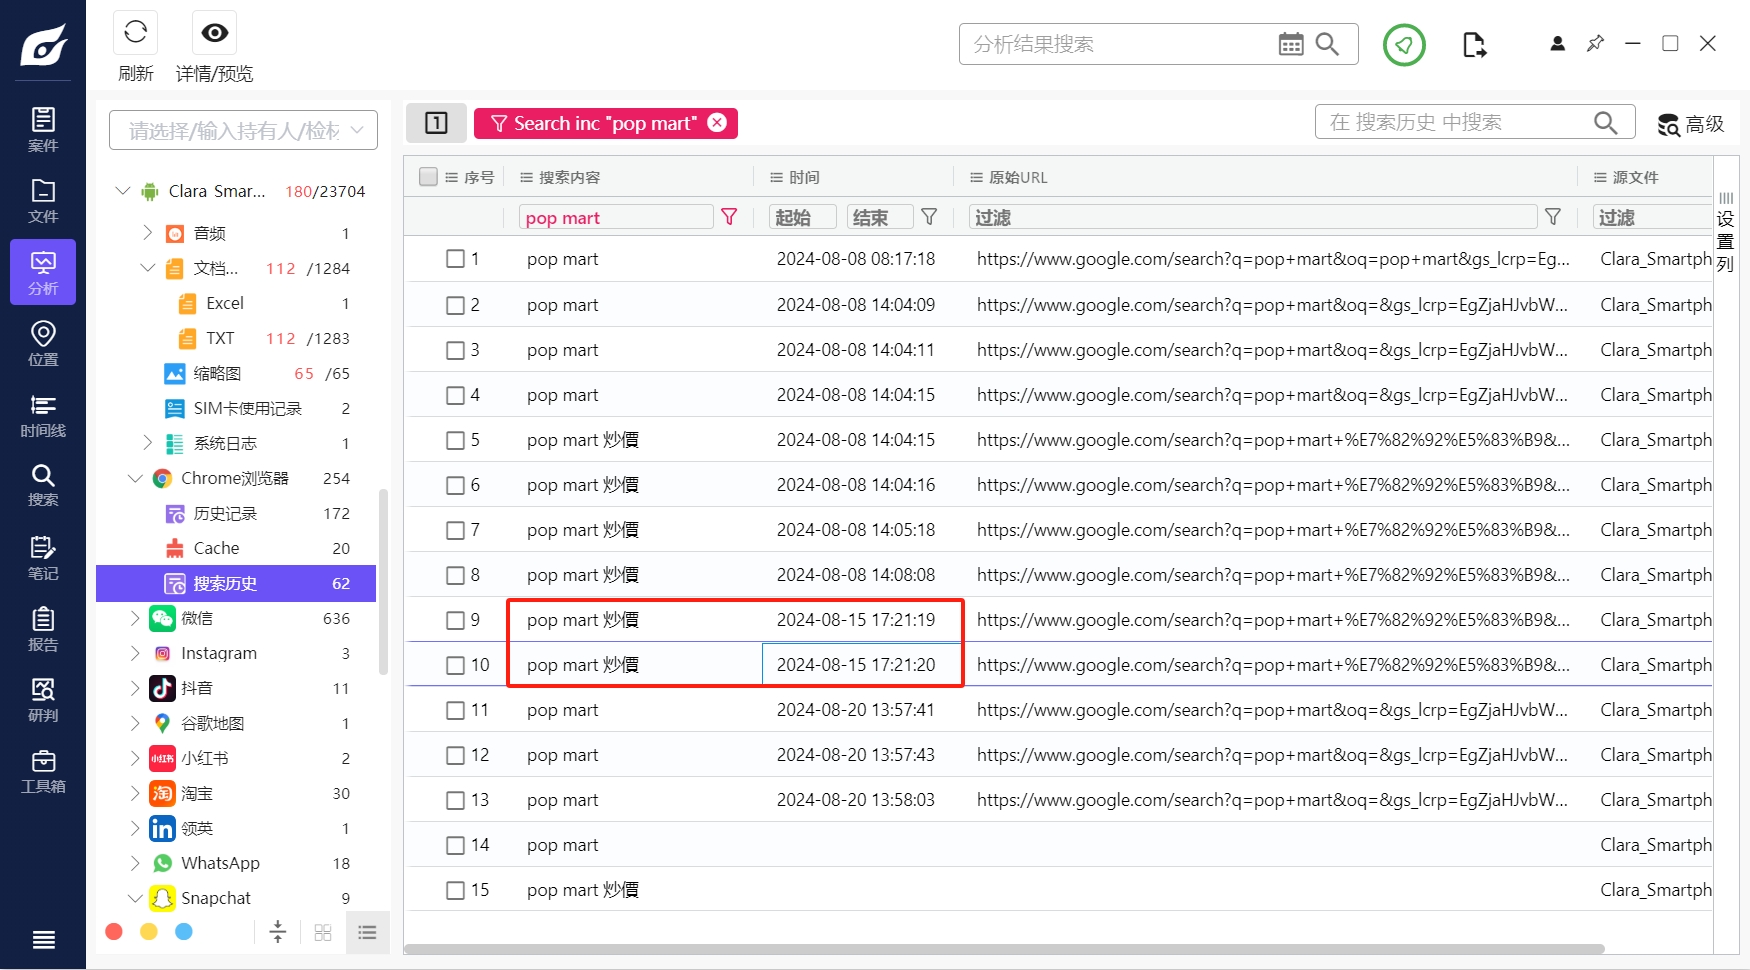 刷新
详情/预览
分析结果搜索
案件
文件
分析
位置
时间线
搜索
笔记
报告
研判
工具箱
请选择/输入持有人/检材
Clara Smar... 180/23704
音频 1
文档... 112 /1284
Excel 1
TXT 112 /1283
缩略图 65 /65
SIM卡使用记录 2
系统日志 1
Chrome浏览器 254
历史记录 172
Cache 20
搜索历史 62
微信 636
Instagram 3
抖音 11
谷歌地图 1
小红书 2
淘宝 30
领英 1
WhatsApp 18
Snapchat 9
1
Search inc "pop mart"
在 搜索历史 中搜索
高级
序号 搜索内容 时间 原始URL 源文件
pop mart 起始 结束 过滤 过滤
设置列
1 pop mart 2024-08-08 08:17:18 https://www.google.com/search?q=pop+mart&oq=pop+mart&gs_lcrp=Eg... Clara_Smartph
2 pop mart 2024-08-08 14:04:09 https://www.google.com/search?q=pop+mart&oq=&gs_lcrp=EgZjaHJvbW... Clara_Smartph
3 pop mart 2024-08-08 14:04:11 https://www.google.com/search?q=pop+mart&oq=&gs_lcrp=EgZjaHJvbW... Clara_Smartph
4 pop mart 2024-08-08 14:04:15 https://www.google.com/search?q=pop+mart&oq=&gs_lcrp=EgZjaHJvbW... Clara_Smartph
5 pop mart 炒價 2024-08-08 14:04:15 https://www.google.com/search?q=pop+mart+%E7%82%92%E5%83%B9&... Clara_Smartph
6 pop mart 炒價 2024-08-08 14:04:16 https://www.google.com/search?q=pop+mart+%E7%82%92%E5%83%B9&... Clara_Smartph
7 pop mart 炒價 2024-08-08 14:05:18 https://www.google.com/search?q=pop+mart+%E7%82%92%E5%83%B9&... Clara_Smartph
8 pop mart 炒價 2024-08-08 14:08:08 https://www.google.com/search?q=pop+mart+%E7%82%92%E5%83%B9&... Clara_Smartph
9 pop mart 炒價 2024-08-15 17:21:19 https://www.google.com/search?q=pop+mart+%E7%82%92%E5%83%B9&... Clara_Smartph
10 pop mart 炒價 2024-08-15 17:21:20 https://www.google.com/search?q=pop+mart+%E7%82%92%E5%83%B9&... Clara_Smartph
11 pop mart 2024-08-20 13:57:41 https://www.google.com/search?q=pop+mart&oq=&gs_lcrp=EgZjaHJvbW... Clara_Smartph
12 pop mart 2024-08-20 13:57:43 https://www.google.com/search?q=pop+mart&oq=&gs_lcrp=EgZjaHJvbW... Clara_Smartph
13 pop mart 2024-08-20 13:58:03 https://www.google.com/search?q=pop+mart&oq=&gs_lcrp=EgZjaHJvbW... Clara_Smartph
14 pop mart Clara_Smartph
15 pop mart 炒價 Clara_Smartph